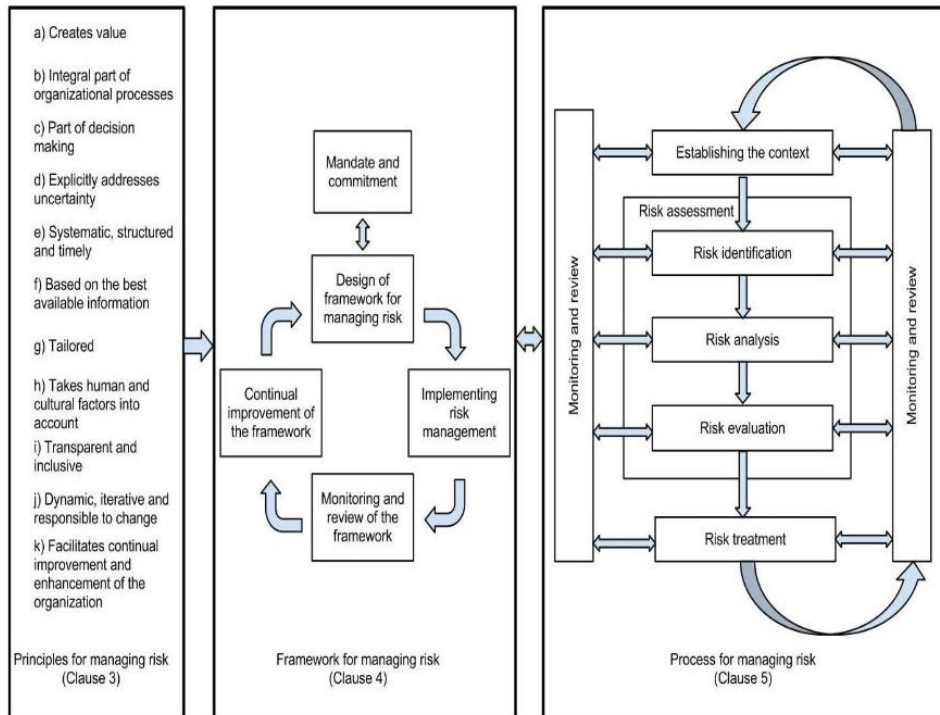 a) Creates value
b) Integral part of
organizational processes
c) Part of decision
making
d) Explicitly addresses
uncertainty
e) Systematic, structured
and timely
f) Based on the best
available information
g) Tailored
h) Takes human and
cultural factors into
account
i) Transparent and
inclusive
j) Dynamic, iterative and
responsible to change
k) Facilitates continual
improvement and
enhancement of the
organization
Principles for managing risk
(Clause 3)
Mandate and
commitment
Design of
framework for
managing risk
Implementing
risk
management
Monitoring and
review of the
framework
Continual
improvement of
the framework
Framework for managing risk
(Clause 4)
Monitoring and review
Establishing the context
Risk assessment
Risk identification
Risk analysis
Risk evaluation
Risk treatment
Monitoring and review
Process for managing risk
(Clause 5)